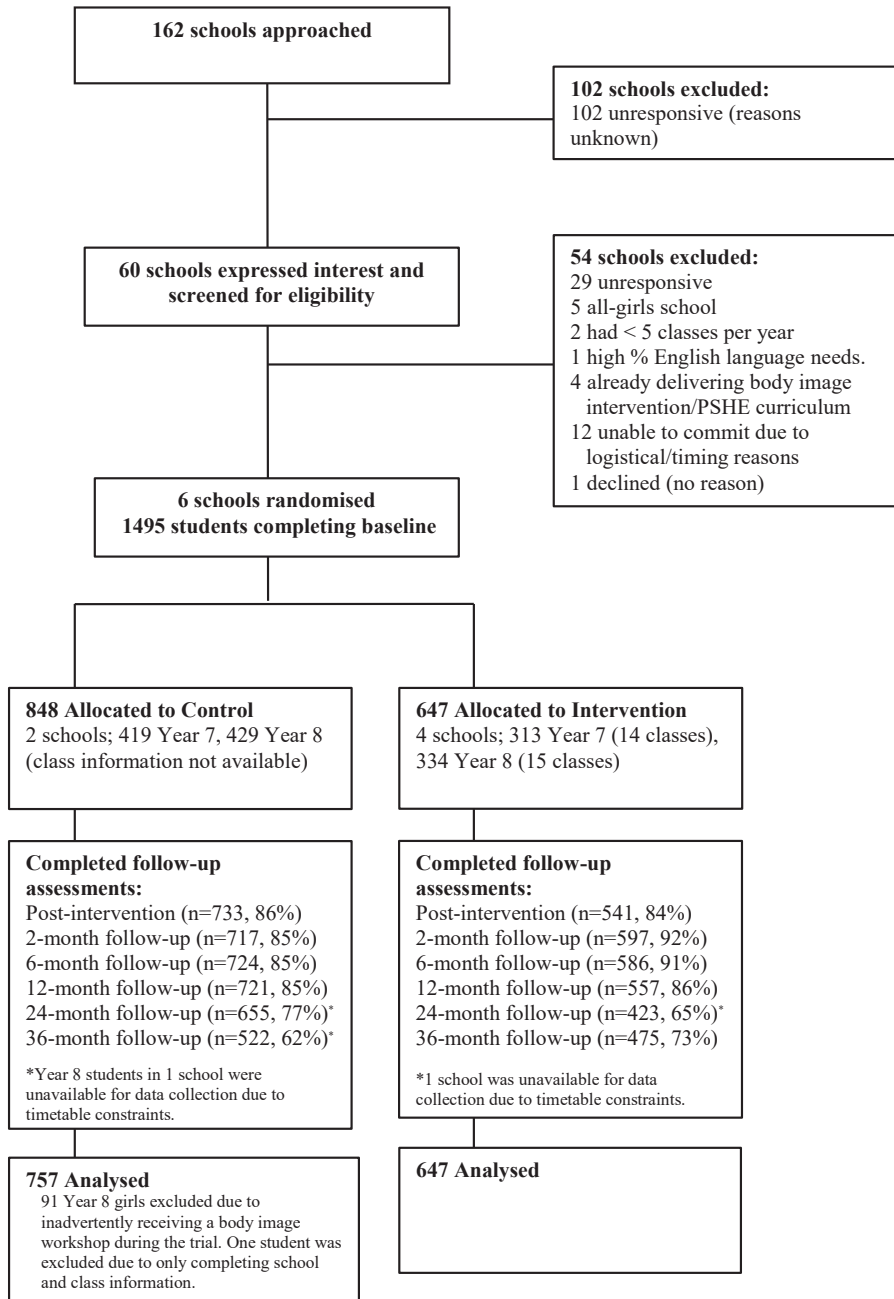 162 schools approached
102 schools excluded:
102 unresponsive (reasons
unknown)
60 schools expressed interest and
screened for eligibility
54 schools excluded:
29 unresponsive
5 all-girls school
2 had < 5 classes per year
1 high % English language needs.
4 already delivering body image
intervention/PSHE curriculum
12 unable to commit due to
logistical/timing reasons
1 declined (no reason)
6 schools randomised
1495 students completing baseline
848 Allocated to Control
2 schools; 419 Year 7, 429 Year 8
(class information not available)
647 Allocated to Intervention
4 schools; 313 Year 7 (14 classes),
334 Year 8 (15 classes)
Completed follow-up
assessments:
Post-intervention (n=733, 86%)
2-month follow-up (n=717, 85%)
6-month follow-up (n=724, 85%)
12-month follow-up (n=721, 85%)
24-month follow-up (n=655, 77%)*
36-month follow-up (n=522, 62%)*
*Year 8 students in 1 school were
unavailable for data collection due to
timetable constraints.
Completed follow-up
assessments:
Post-intervention (n=541, 84%)
2-month follow-up (n=597, 92%)
6-month follow-up (n=586, 91%)
12-month follow-up (n=557, 86%)
24-month follow-up (n=423, 65%)*
36-month follow-up (n=475, 73%)
*1 school was unavailable for data
collection due to timetable constraints.
757 Analysed
91 Year 8 girls excluded due to
inadvertently receiving a body image
workshop during the trial. One student was
excluded due to only completing school
and class information.
647 Analysed